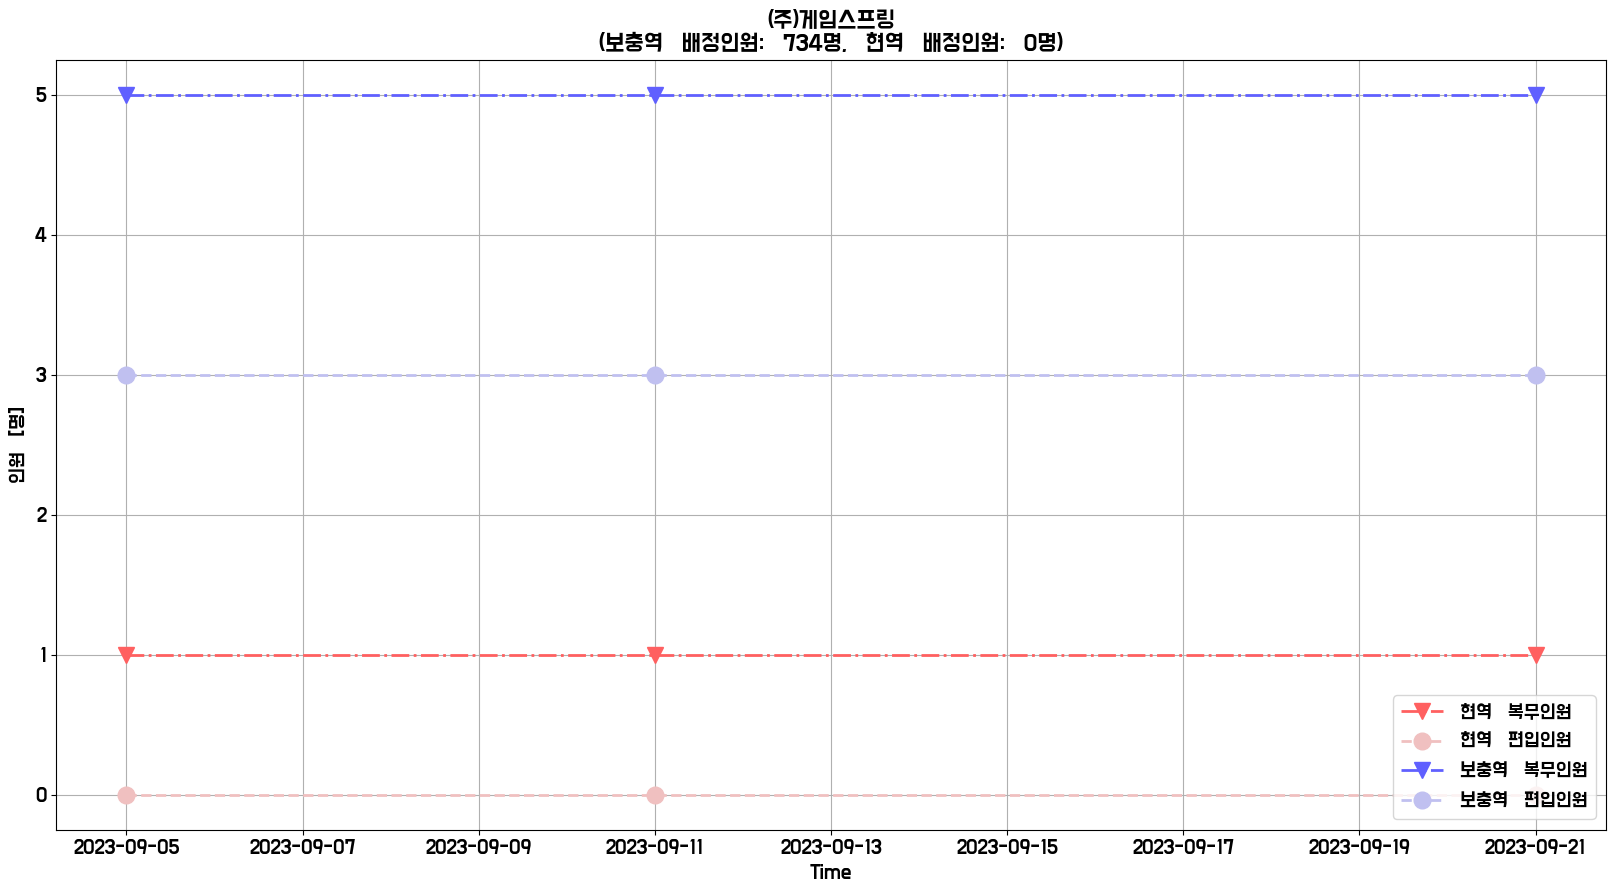 (주)게임스프링
(보충역 배정인원: 734명, 현역 배정인원: 0명)
5
4
3
2
1
0
인원 [명]
현역 복무인원
현역 편입인원
보충역 복무인원
보충역 편입인원
2023-09-05 2023-09-07 2023-09-09 2023-09-11 2023-09-13 2023-09-15 2023-09-17 2023-09-19 2023-09-21
Time